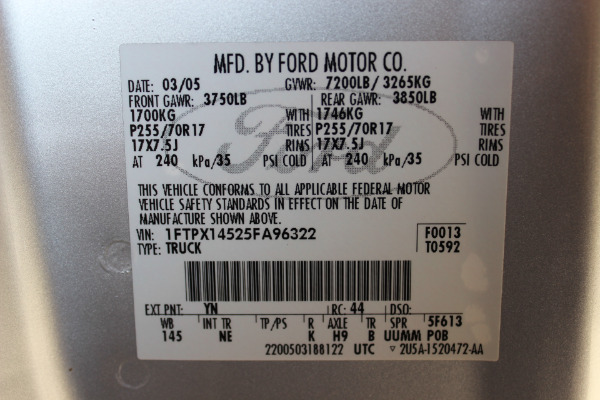 MFD. BY FORD MOTOR CO.
DATE: 03/05 GVWR: 7200LB/ 3265KG
FRONT GAWR: 3750LB REAR GAWR: 3850LB
1700KG WITH 1746KG WITH
P255/70R17 TIRES P255/70R17 TIRES
17X7.5J RIMS 17X7.5J RIMS
AT 240 kPa/35 PSI COLD AT 240 kPa/35 PSI COLD
Ford
THIS VEHICLE CONFORMS TO ALL APPLICABLE FEDERAL MOTOR
VEHICLE SAFETY STANDARDS IN EFFECT ON THE DATE OF
MANUFACTURE SHOWN ABOVE.
VIN: 1FTPX14525FA96322 F0013
TYPE: TRUCK T0592
EXT PNT: YN RC: 44 DSO:
WB INT TR TP/PS R AXLE TR SPR 5F613
145 NE K H9 B UUMM POB
2200503188122 UTC 2U5A-1520472-AA